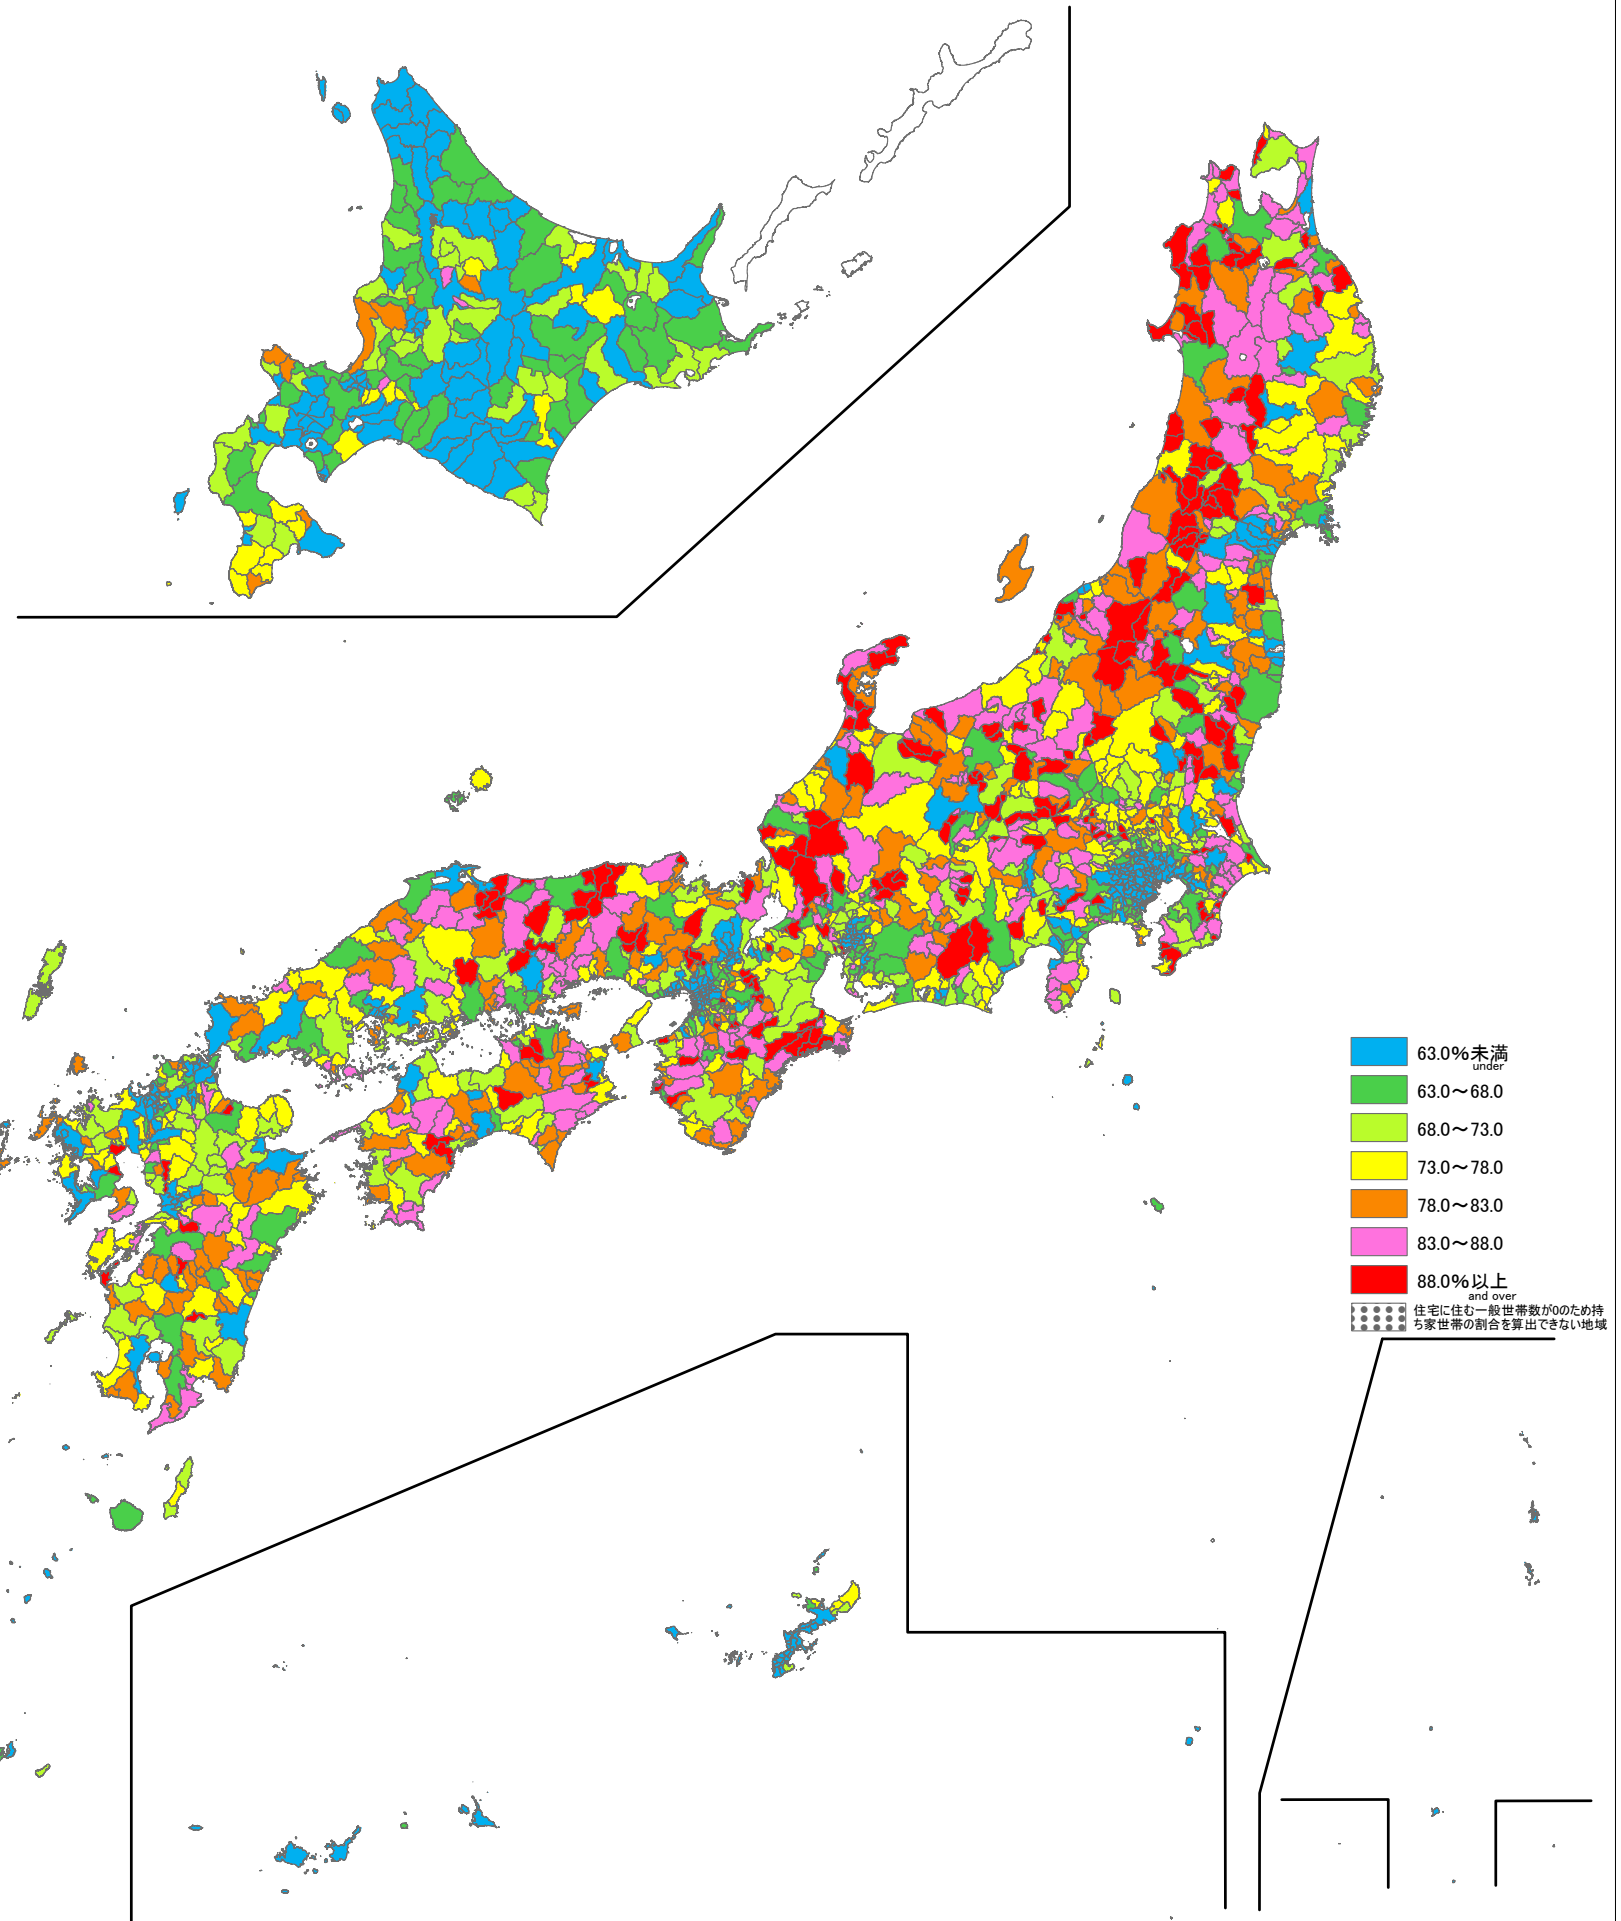 63.0%未満
under
63.0～68.0
68.0～73.0
73.0～78.0
78.0～83.0
83.0～88.0
88.0%以上
and over
住宅に住む一般世帯数が0のため持
ち家世帯の割合を算出できない地域